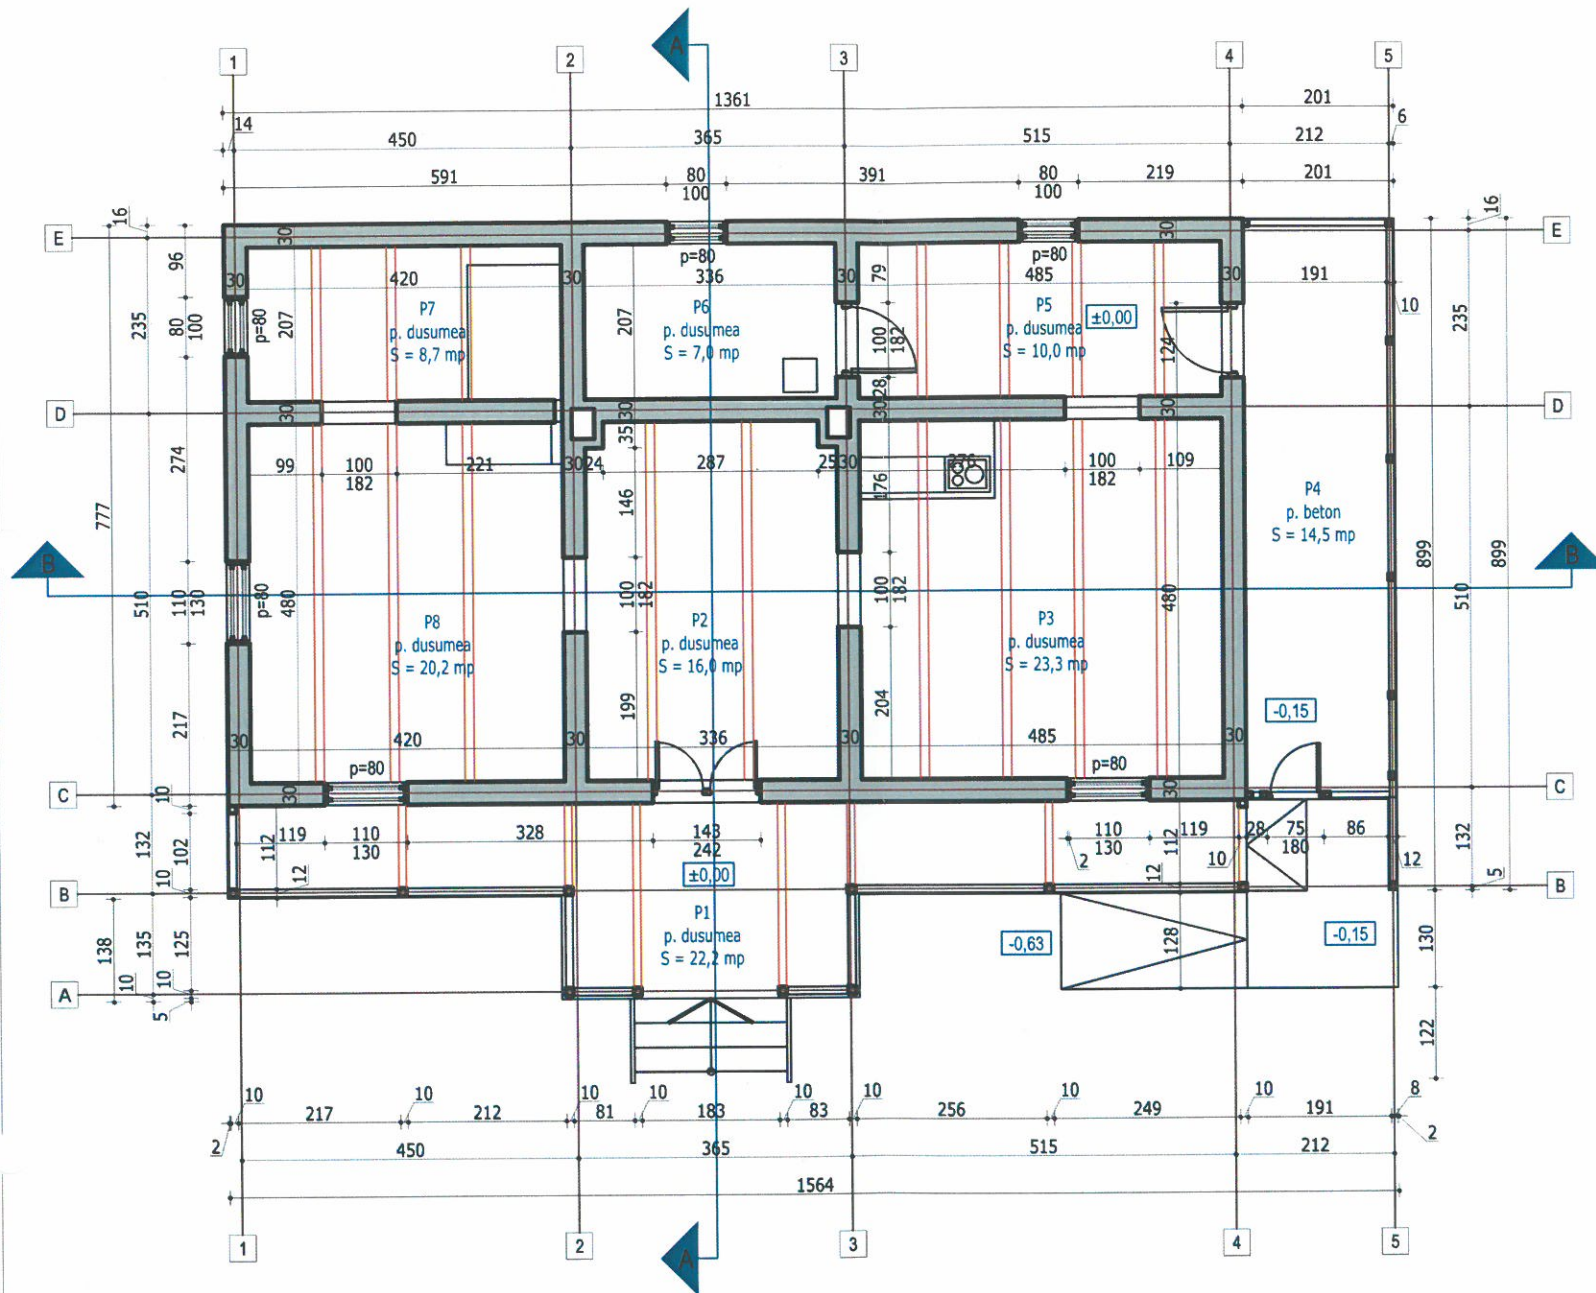 1 2 A 3 4 5
1361 201
14 450 365 515 212 6
591 80 391 80 219 201
100 100
16 16
E 30 30 E
96 p=80 p=80
30 420 30 336 30 79 485 30 191
10
P7
p. dusumea
S = 8,7 mp
P6
p. dusumea
S = 7,0 mp
P5
p. dusumea
S = 10,0 mp
±0,00
235 80 100 p=80 207 207 100 182 124 235
28
D 30 30 30 30 D
35
274 99 100 221 30 24 287 25 30 276 100 109
182 182
176
146
P4
p. beton
S = 14,5 mp
777 899 899
B B
510 110 130 p=80 480 100 182 100 182 480 510
P8
p. dusumea
S = 20,2 mp
P2
p. dusumea
S = 16,0 mp
P3
p. dusumea
S = 23,3 mp
217 199 204
-0,15
30 420 30 336 30 485 30
p=80 p=80
C 10 30 30 C
132 102 112 119 110 328 143 110 112 119 28 75 86 132
130 242 130 180
2 10 12
10 12 12 5
B B
±0,00
P1
p. dusumea
S = 22,2 mp
-0,63
-0,15
138 135 125 128 130
10 10
A
5
122
10 10 10 10 10 10 10 10 8
217 212 81 183 83 256 249 191
2 2
450 365 515 212
1564
1 2 A 3 4 5